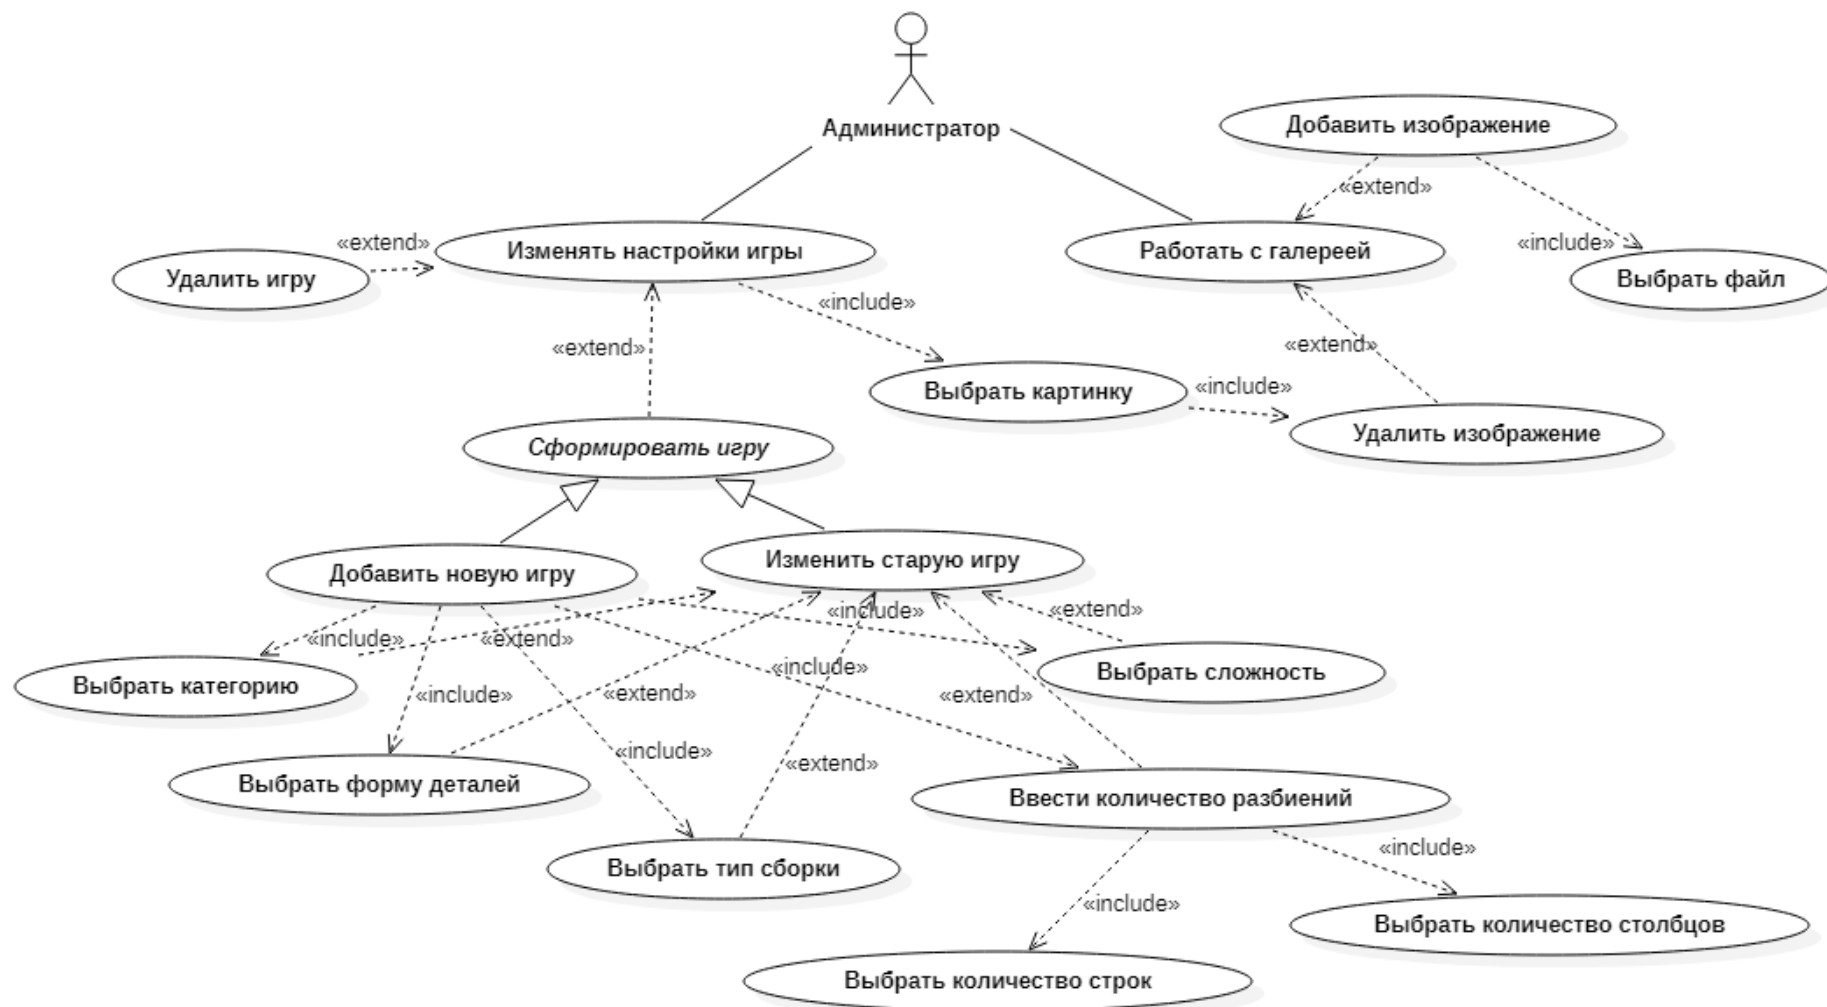 Администратор
Добавить изображение
«extend»
«extend»
Изменять настройки игры
Работать с галереей
«include»
Удалить игру
Выбрать файл
«include»
«extend»
«extend»
Выбрать картинку
«include»
Сформировать игру
Удалить изображение
Добавить новую игру
Изменить старую игру
«include»
«extend»
«include»
«extend»
«include»
Выбрать категорию
Выбрать сложность
«include»
«extend»
«extend»
«include»
«extend»
Выбрать форму деталей
Ввести количество разбиений
Выбрать тип сборки
«include»
«include»
Выбрать количество столбцов
Выбрать количество строк